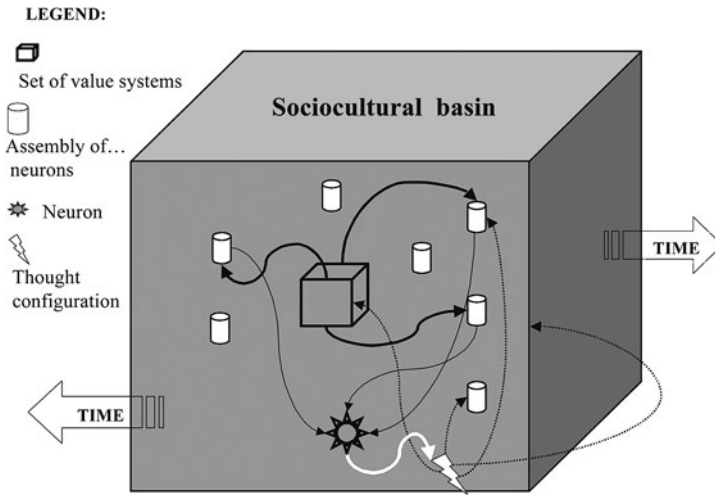 LEGEND:
Set of value systems
Assembly of…
neurons
Neuron
Thought
configuration
Sociocultural basin
TIME
TIME